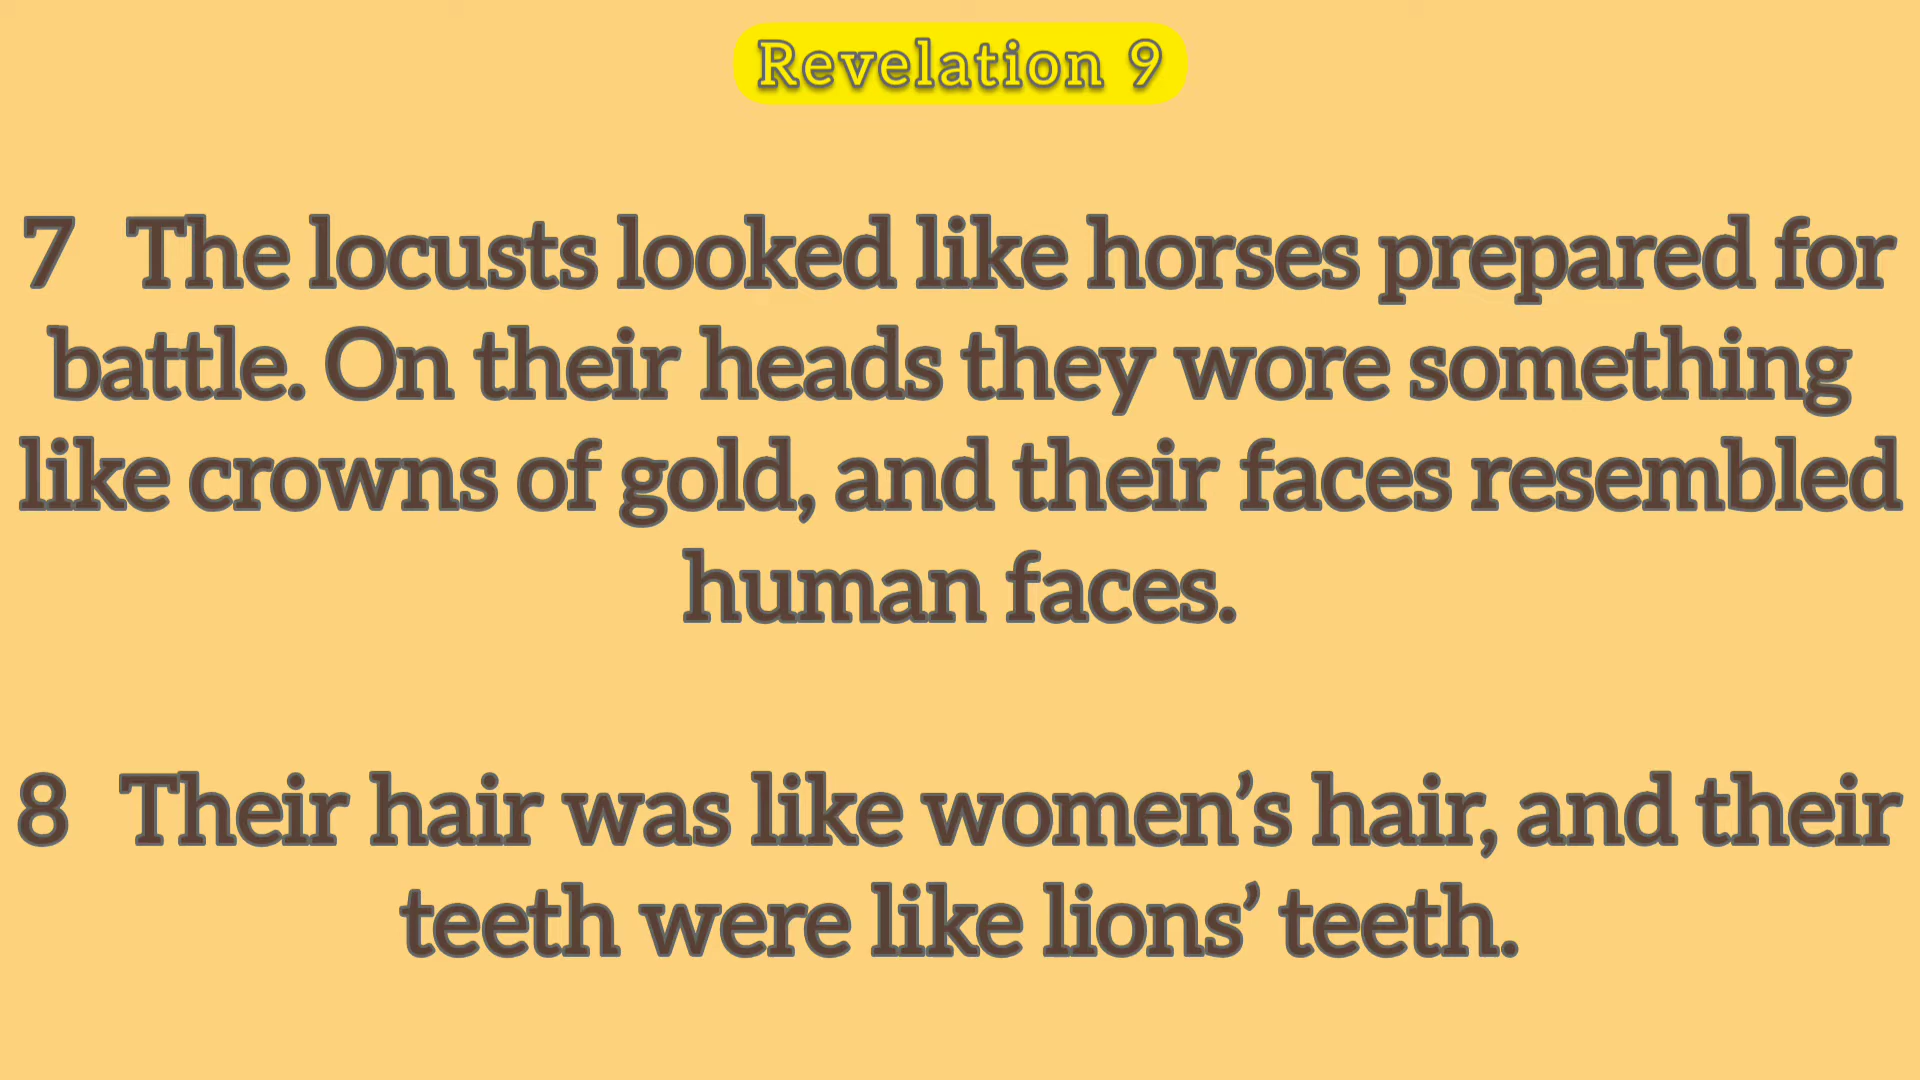 Revelation 9
7 The locusts looked like horses prepared for
battle. On their heads they wore something
like crowns of gold, and their faces resembled
human faces.
8 Their hair was like women’s hair, and their
teeth were like lions’ teeth.